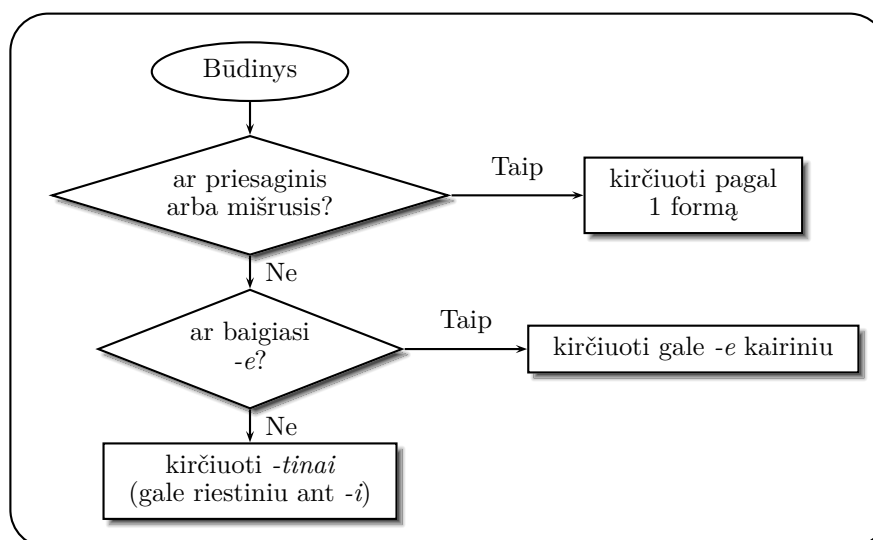 Būdinys
ar priesaginis
arba mišrusis?
Taip
kirčiuoti pagal
1 formą
Ne
ar baigiasi
-e?
Taip
kirčiuoti gale -e kairiniu
Ne
kirčiuoti -tinai
(gale riestiniu ant -i)